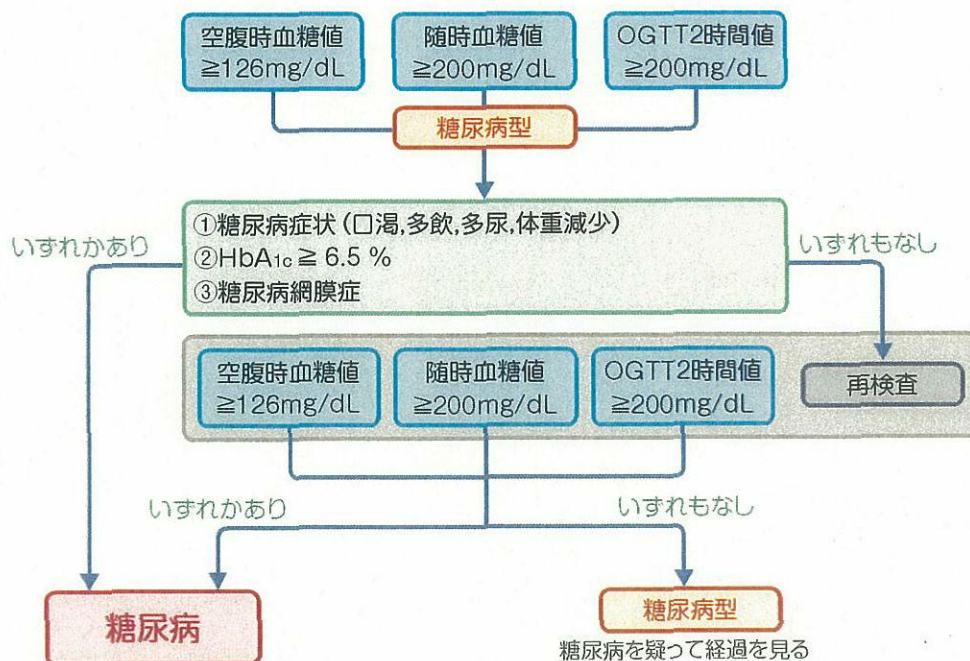 空腹時血糖値
≧126mg/dL
随時血糖値
≧200mg/dL
OGTT2時間値
≧200mg/dL
糖尿病型
いずれかあり
①糖尿病症状(口渇,多飲,多尿,体重減少)
②HbA1c ≧ 6.5 %
③糖尿病網膜症
いずれもなし
空腹時血糖値
≧126mg/dL
随時血糖値
≧200mg/dL
OGTT2時間値
≧200mg/dL
再検査
いずれかあり
いずれもなし
糖尿病
糖尿病型
糖尿病を疑って経過を見る